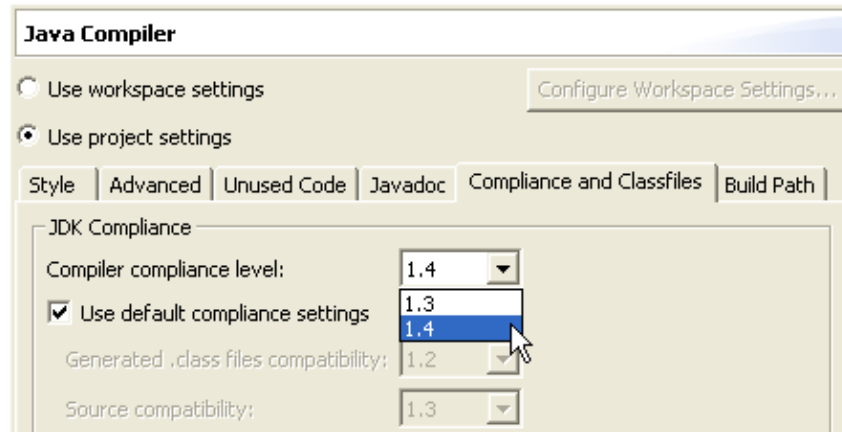 Java Compiler
Use workspace settings
Configure Workspace Settings...
Use project settings
Style Advanced Unused Code Javadoc Compliance and Classfiles Build Path
JDK Compliance
Compiler compliance level: 1.4
1.3
Use default compliance settings
1.4
Generated .class files compatibility: 1.2
Source compatibility: 1.3